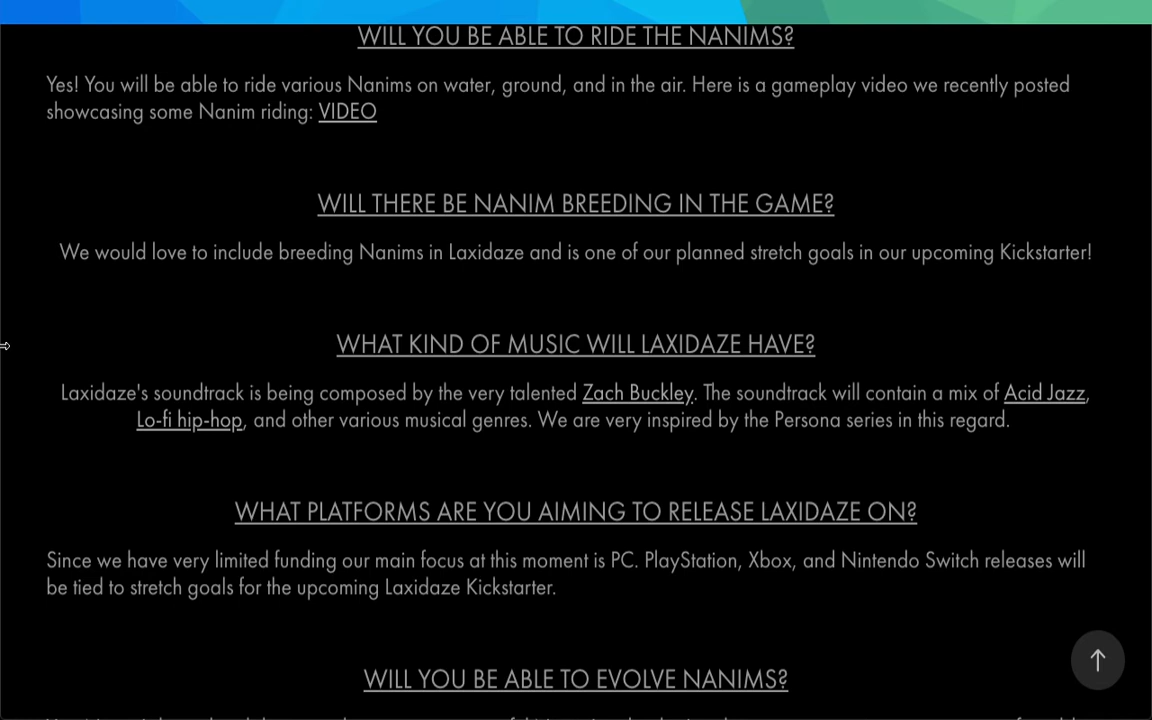 WILL YOU BE ABLE TO RIDE THE NANIMS?
Yes! You will be able to ride various Nanims on water, ground, and in the air. Here is a gameplay video we recently posted
showcasing some Nanim riding: VIDEO
WILL THERE BE NANIM BREEDING IN THE GAME?
We would love to include breeding Nanims in Laxidaze and is one of our planned stretch goals in our upcoming Kickstarter!
WHAT KIND OF MUSIC WILL LAXIDAZE HAVE?
Laxidaze's soundtrack is being composed by the very talented Zach Buckley. The soundtrack will contain a mix of Acid Jazz,
Lo-fi hip-hop, and other various musical genres. We are very inspired by the Persona series in this regard.
WHAT PLATFORMS ARE YOU AIMING TO RELEASE LAXIDAZE ON?
Since we have very limited funding our main focus at this moment is PC. PlayStation, Xbox, and Nintendo Switch releases will
be tied to stretch goals for the upcoming Laxidaze Kickstarter.
WILL YOU BE ABLE TO EVOLVE NANIMS?